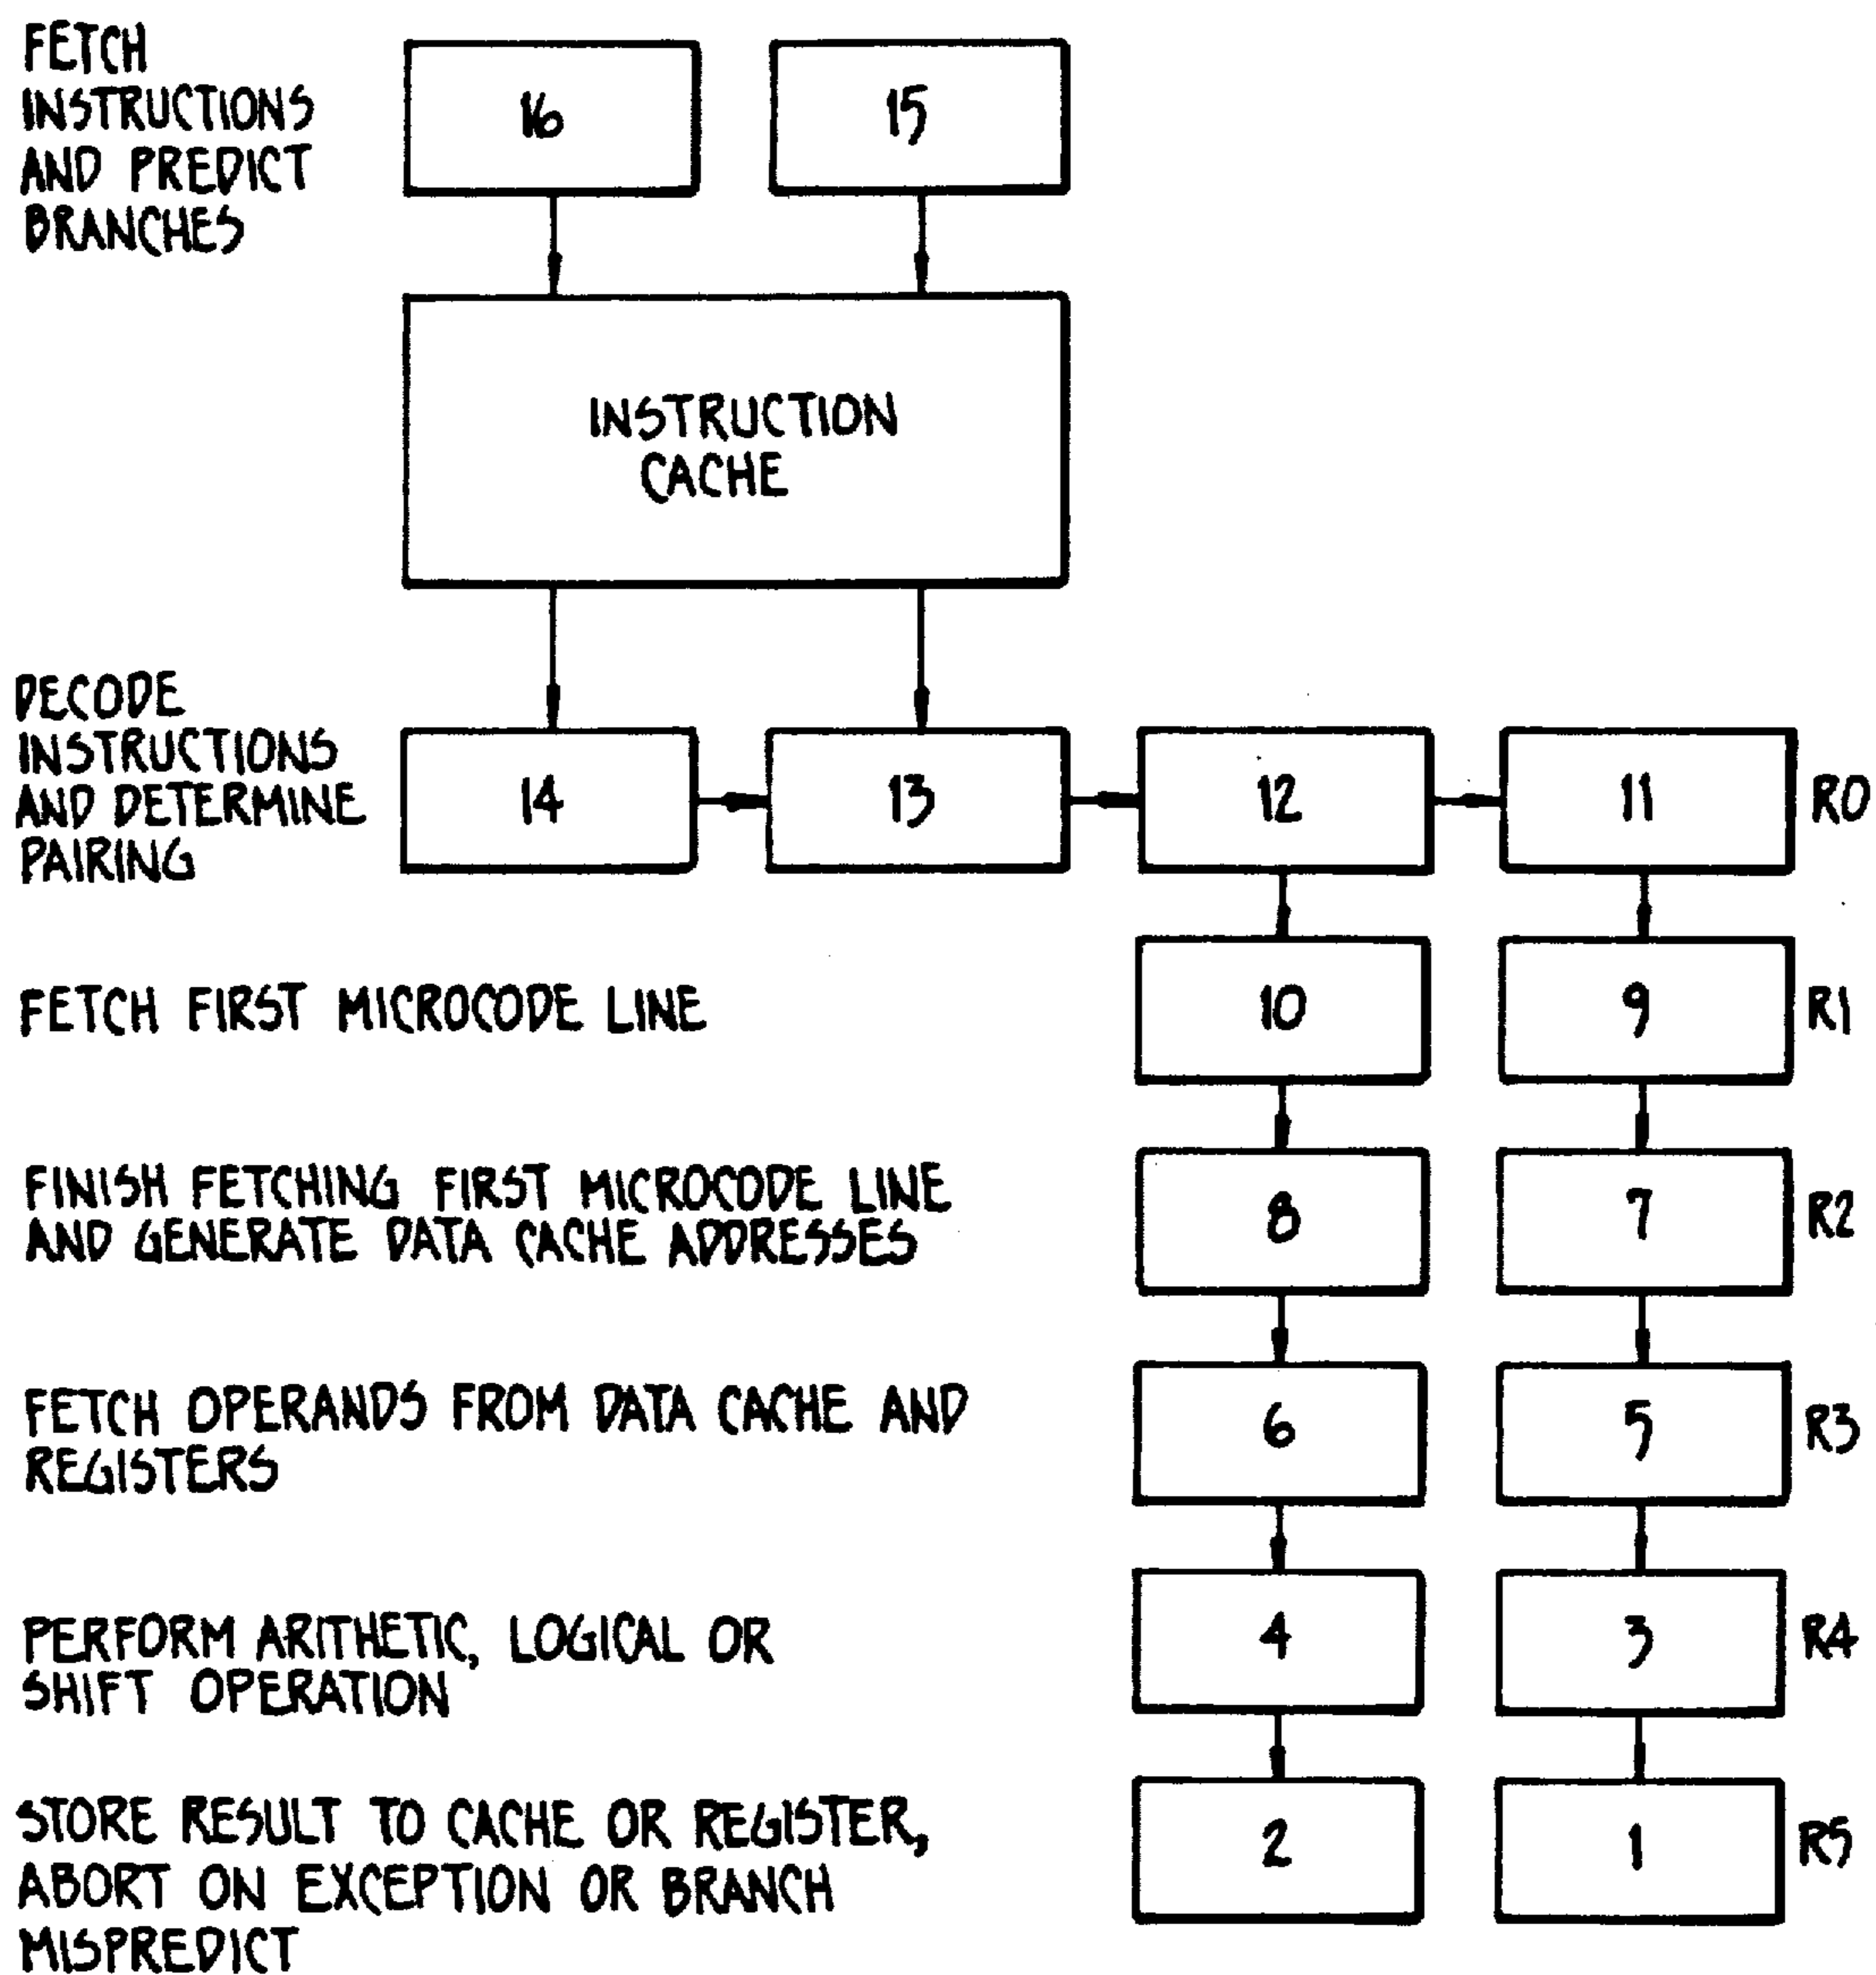 FETCH
INSTRUCTIONS
AND PREDICT
BRANCHES
16
15
INSTRUCTION
CACHE
DECODE
INSTRUCTIONS
AND DETERMINE
PAIRING
14
13
12
11
R0
FETCH FIRST MICROCODE LINE
10
9
R1
FINISH FETCHING FIRST MICROCODE LINE
AND GENERATE DATA CACHE ADDRESSES
8
7
R2
FETCH OPERANDS FROM DATA CACHE AND
REGISTERS
6
5
R3
PERFORM ARITHETIC, LOGICAL OR
SHIFT OPERATION
4
3
R4
STORE RESULT TO CACHE OR REGISTER,
ABORT ON EXCEPTION OR BRANCH
MISPREDICT
2
1
R5